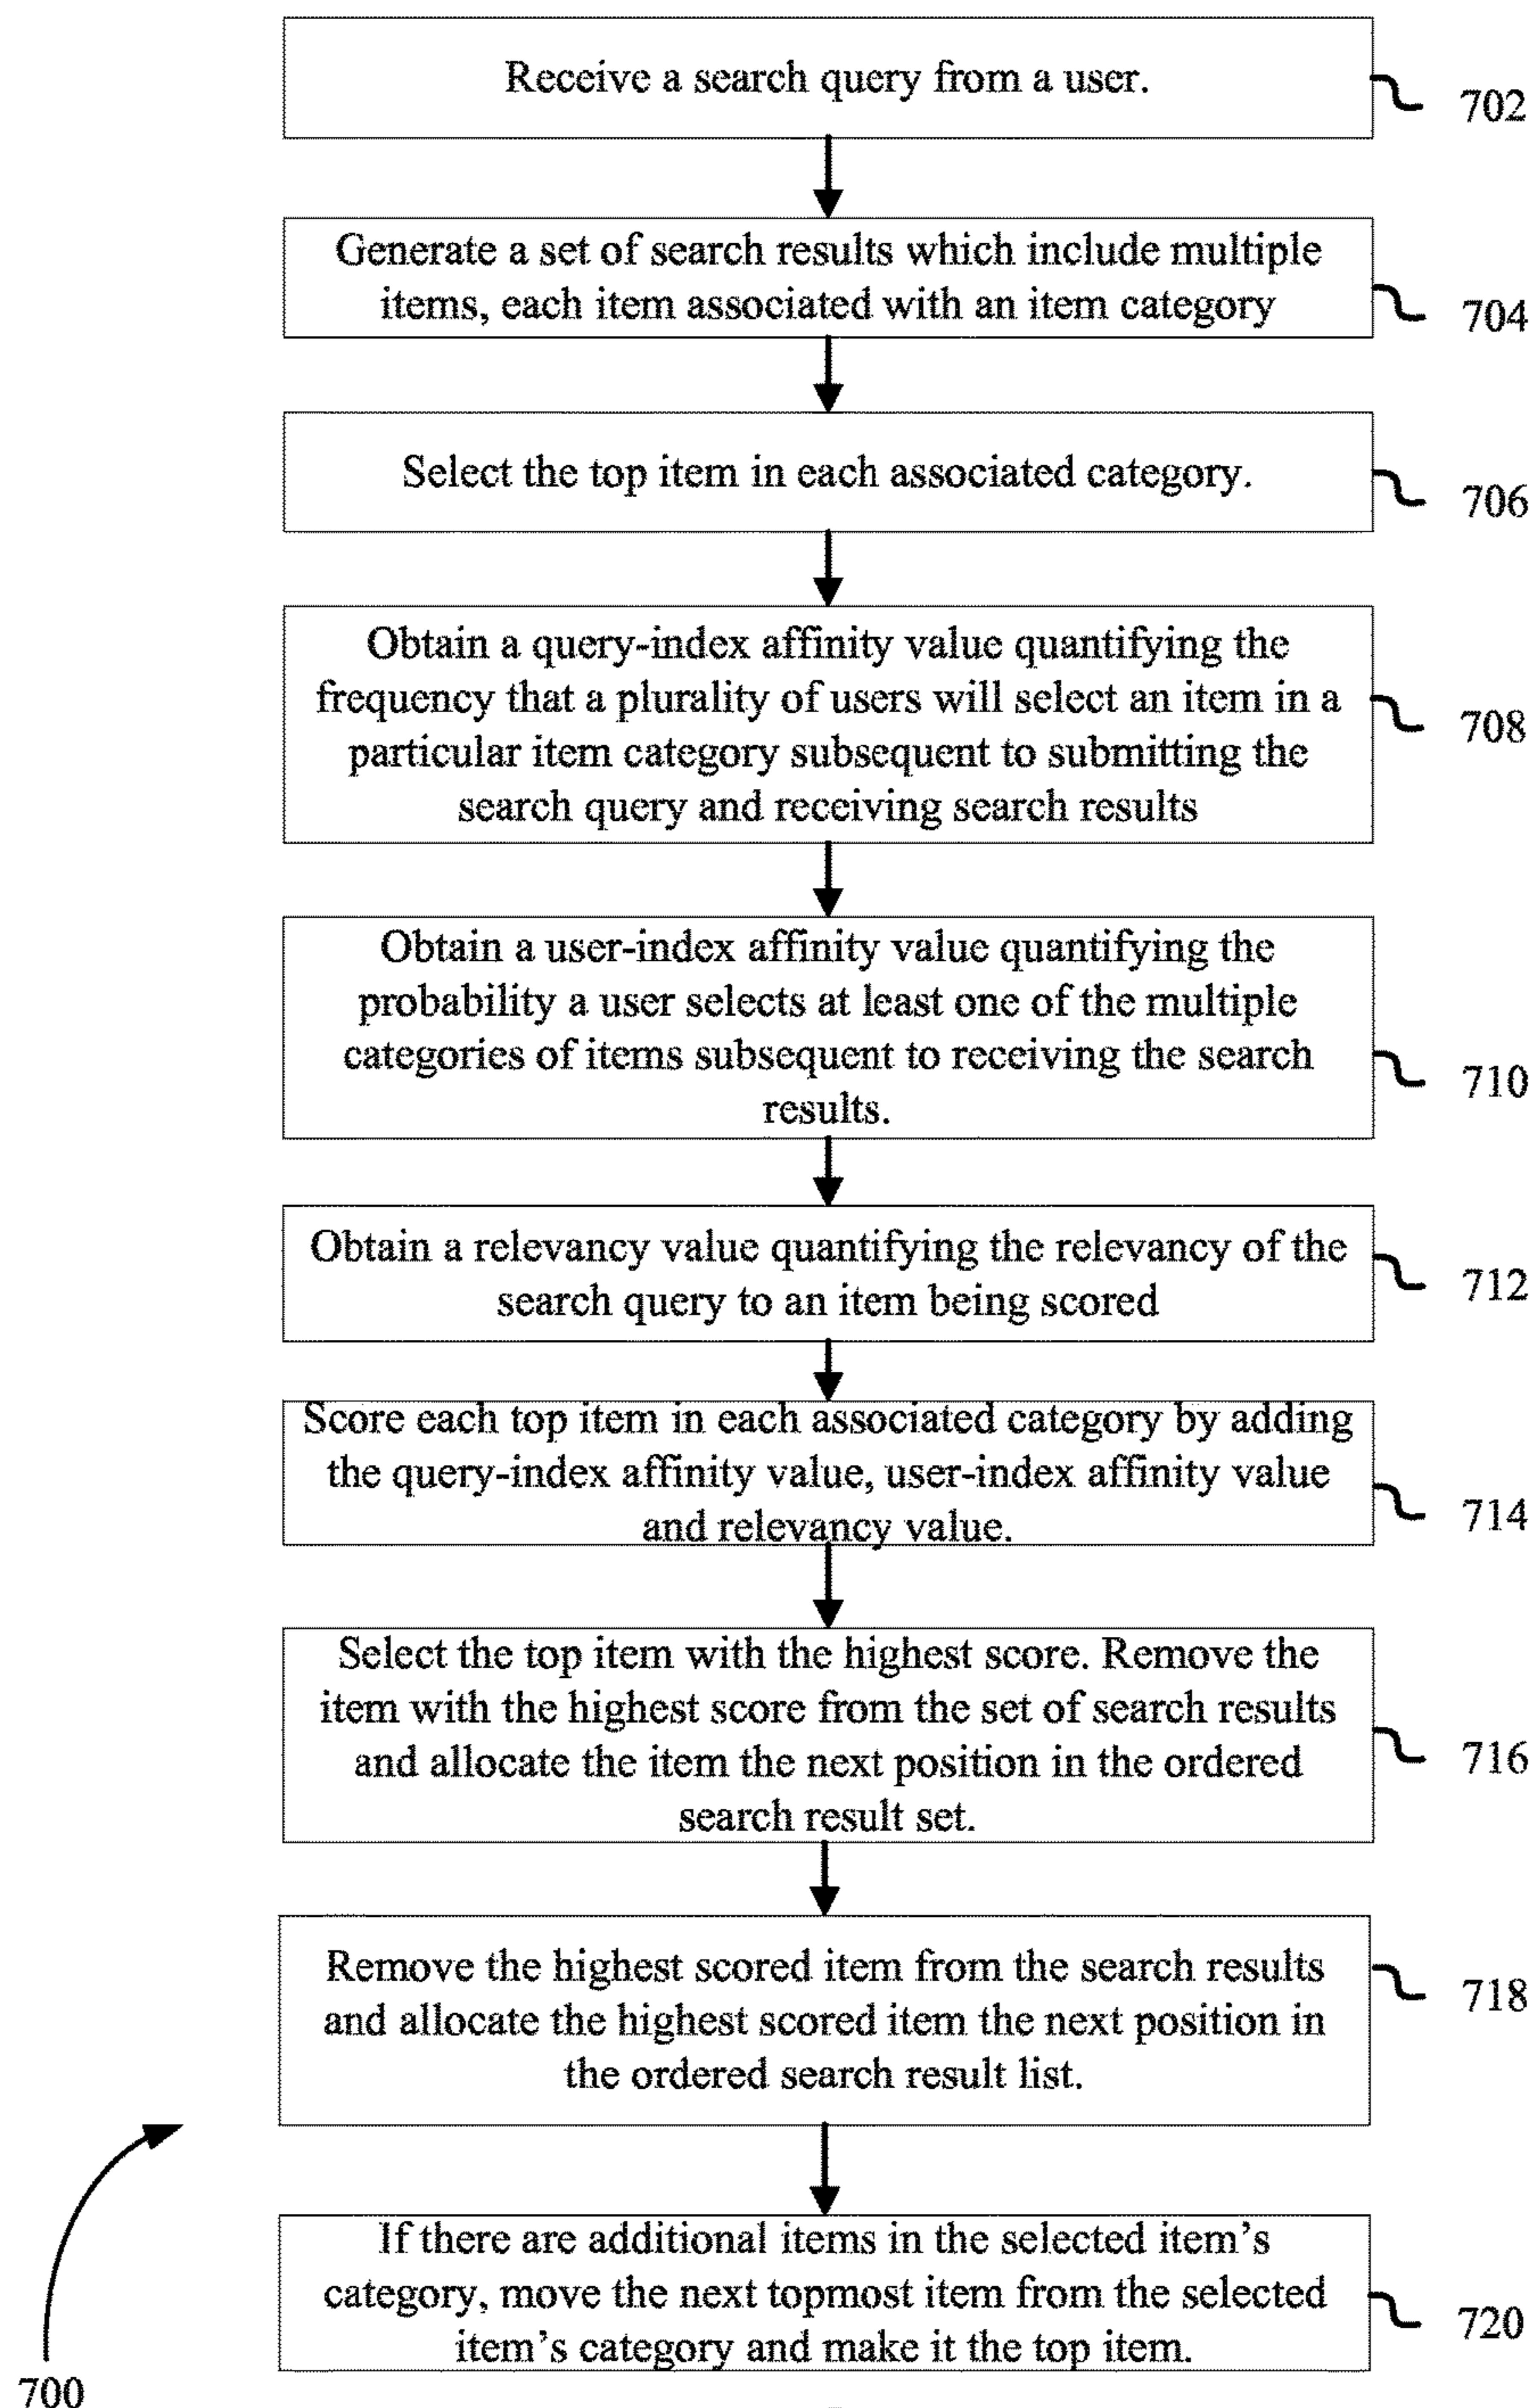 Receive a search query from a user.
702
Generate a set of search results which include multiple
items, each item associated with an item category
704
Select the top item in each associated category.
706
Obtain a query-index affinity value quantifying the
frequency that a plurality of users will select an item in a
particular item category subsequent to submitting the
search query and receiving search results
708
Obtain a user-index affinity value quantifying the
probability a user selects at least one of the multiple
categories of items subsequent to receiving the search
results.
710
Obtain a relevancy value quantifying the relevancy of the
search query to an item being scored
712
Score each top item in each associated category by adding
the query-index affinity value, user-index affinity value
and relevancy value.
714
Select the top item with the highest score. Remove the
item with the highest score from the set of search results
and allocate the item the next position in the ordered
search result set.
716
Remove the highest scored item from the search results
and allocate the highest scored item the next position in
the ordered search result list.
718
If there are additional items in the selected item's
category, move the next topmost item from the selected
item's category and make it the top item.
720
700